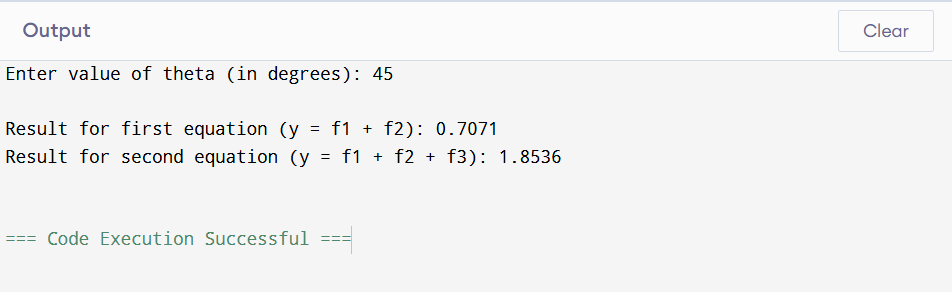 Output
Clear
Enter value of theta (in degrees): 45
Result for first equation (y = f1 + f2): 0.7071
Result for second equation (y = f1 + f2 + f3): 1.8536
=== Code Execution Successful ===